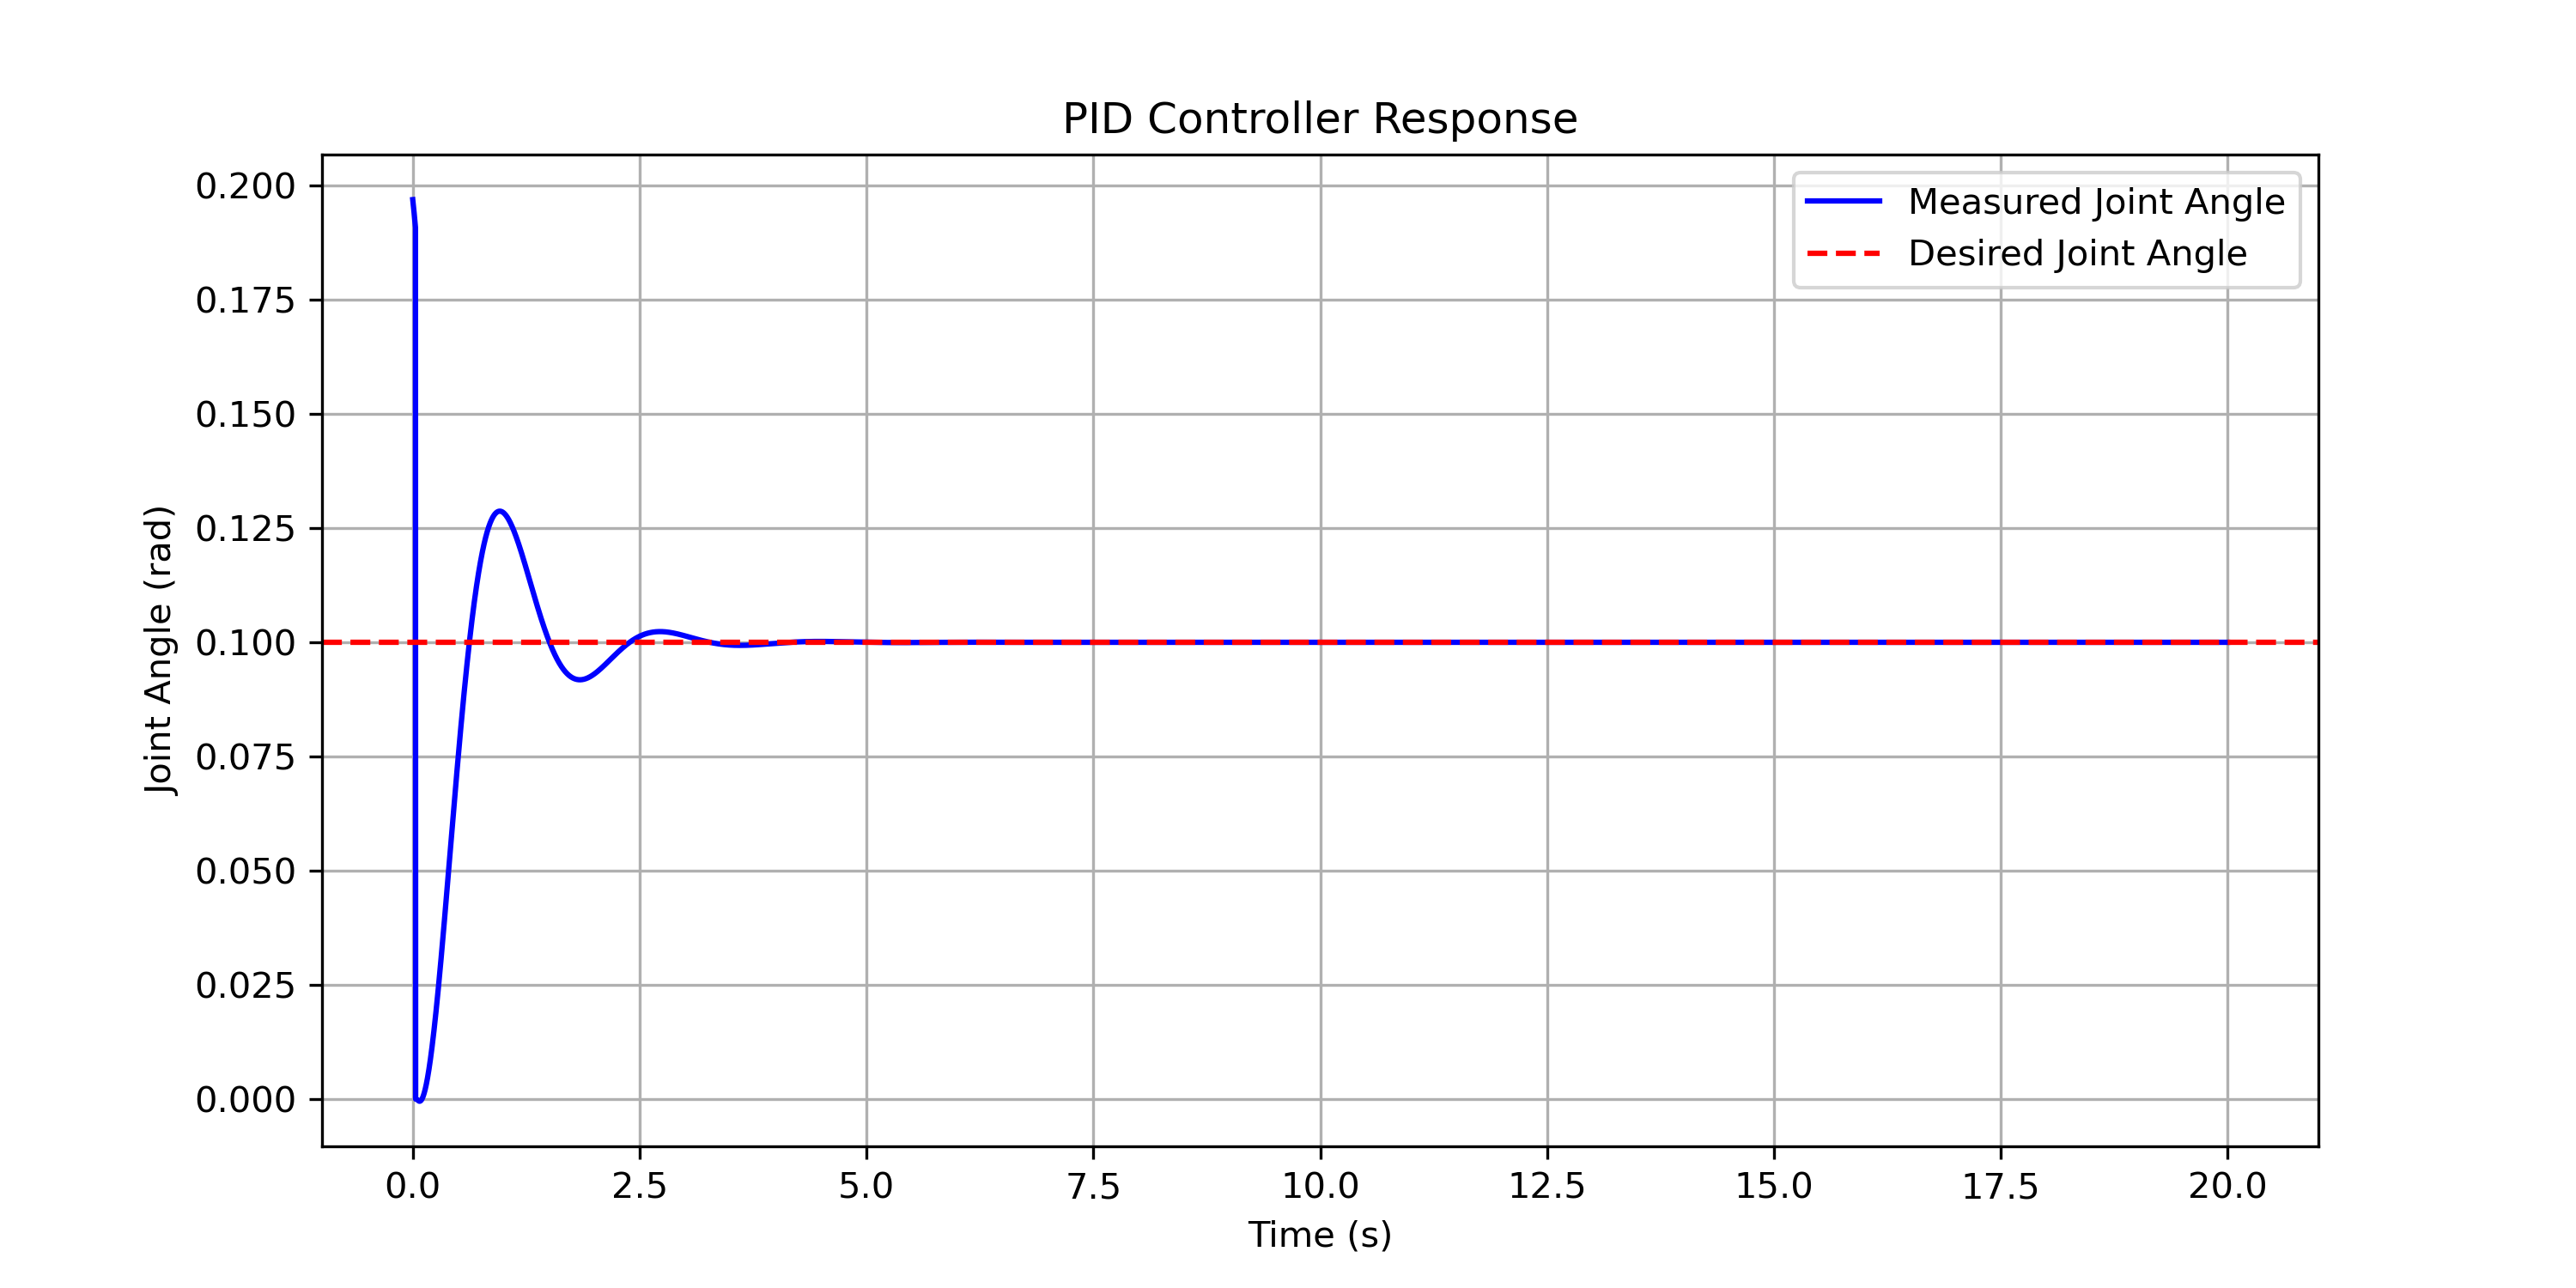 PID Controller Response
Measured Joint Angle
Desired Joint Angle
Joint Angle (rad)
0.200
0.175
0.150
0.125
0.100
0.075
0.050
0.025
0.000
0.0 2.5 5.0 7.5 10.0 12.5 15.0 17.5 20.0
Time (s)